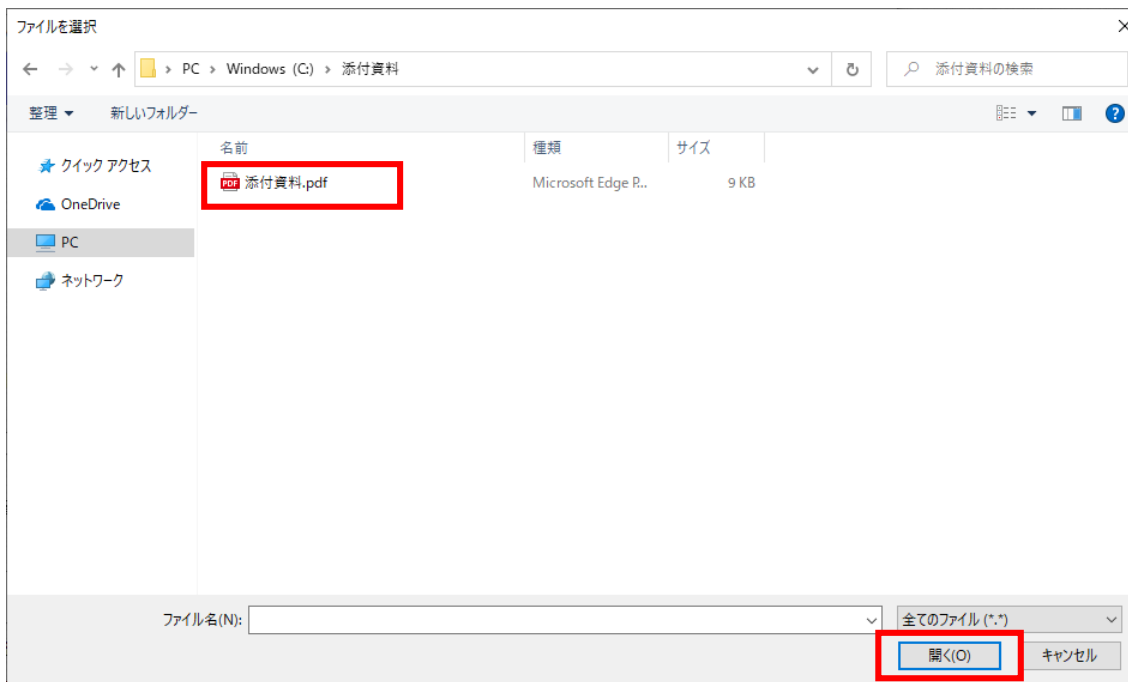 ファイルを選択
PC › Windows (C:) › 添付資料
添付資料の検索
整理
新しいフォルダー
名前 種類 サイズ
クイック アクセス
OneDrive
PC
ネットワーク
PDF 添付資料.pdf Microsoft Edge P... 9 KB
ファイル名(N):
全てのファイル (*.*)
開く(O)
キャンセル